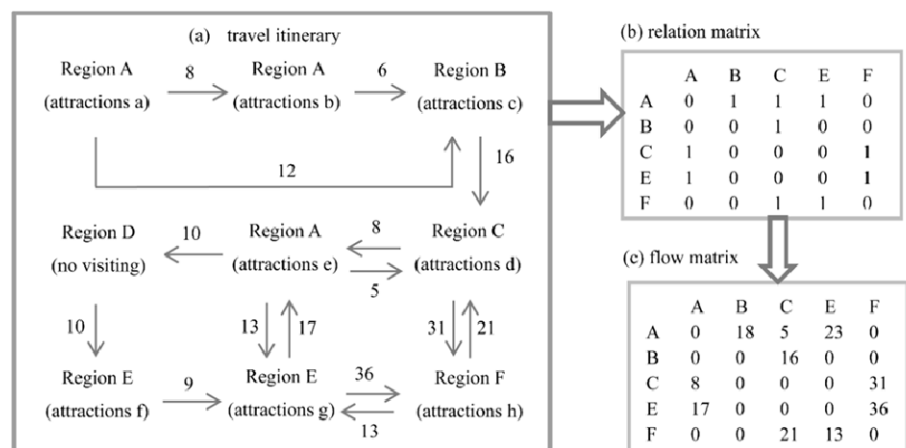 (a) travel itinerary
Region A 8 Region A 6 Region B
(attractions a) (attractions b) (attractions c)
12 16
Region D 10 Region A 8 Region C
(no visiting) (attractions e) (attractions d)
5
10 13 17 31 21
Region E 9 Region E 36 Region F
(attractions f) (attractions g) (attractions h)
13
(b) relation matrix
A B C E F
A 0 1 1 1 0
B 0 0 1 0 0
C 1 0 0 0 1
E 1 0 0 0 1
F 0 0 1 1 0
(c) flow matrix
A B C E F
A 0 18 5 23 0
B 0 0 16 0 0
C 8 0 0 0 31
E 17 0 0 0 36
F 0 0 21 13 0